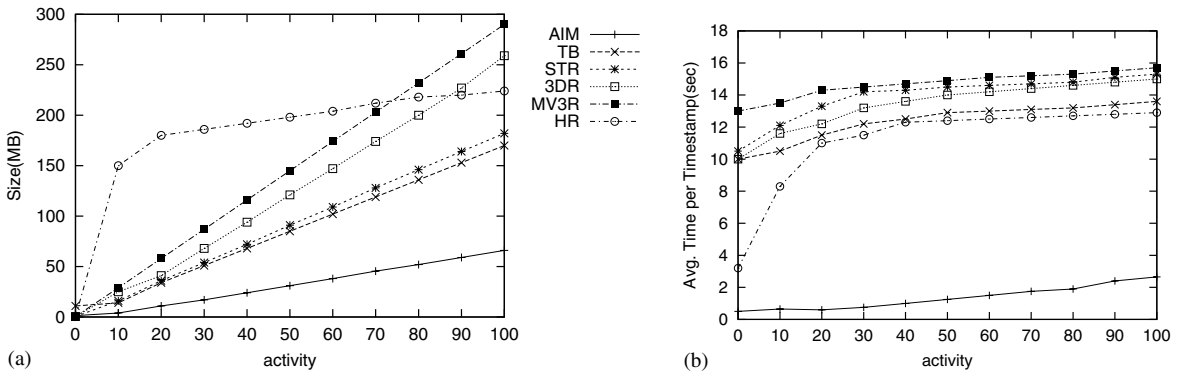 300
250
200
150
100
50
0
Size(MB)
0 10 20 30 40 50 60 70 80 90 100
activity
(a)
AIM
TB
STR
3DR
MV3R
HR
18
16
14
12
10
8
6
4
2
0
Avg. Time per Timestamp(sec)
0 10 20 30 40 50 60 70 80 90 100
activity
(b)